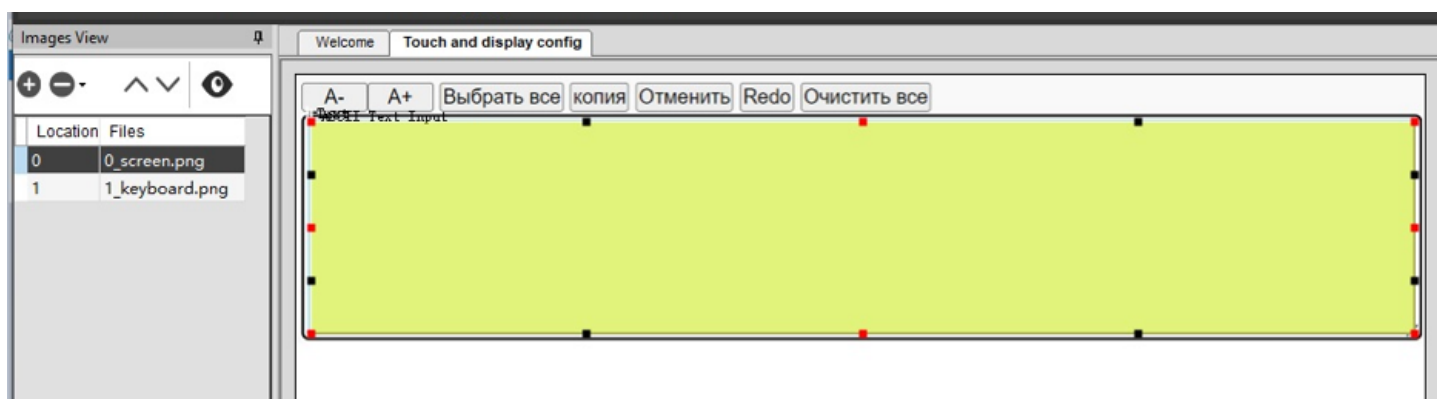 Images View
Welcome
Touch and display config
Location Files
0 0_screen.png
1 1_keyboard.png
A- A+ Выбрать все копия Отменить Redo Очистить все
ASCII Text Input